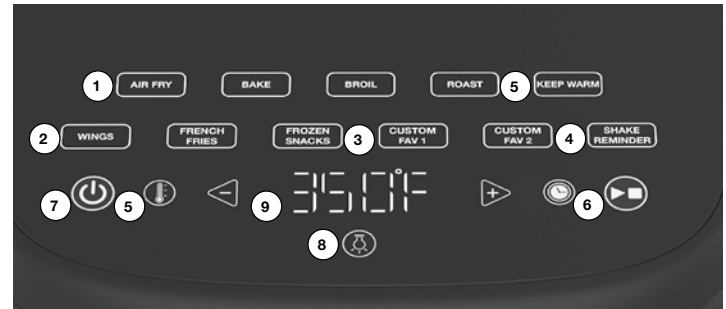 1 AIR FRY BAKE BROIL ROAST 5 KEEP WARM
2 WINGS FRENCH FRIES FROZEN SNACKS 3 CUSTOM FAV 1 CUSTOM FAV 2 4 SHAKE REMINDER
7 5 9 350°F 6
8